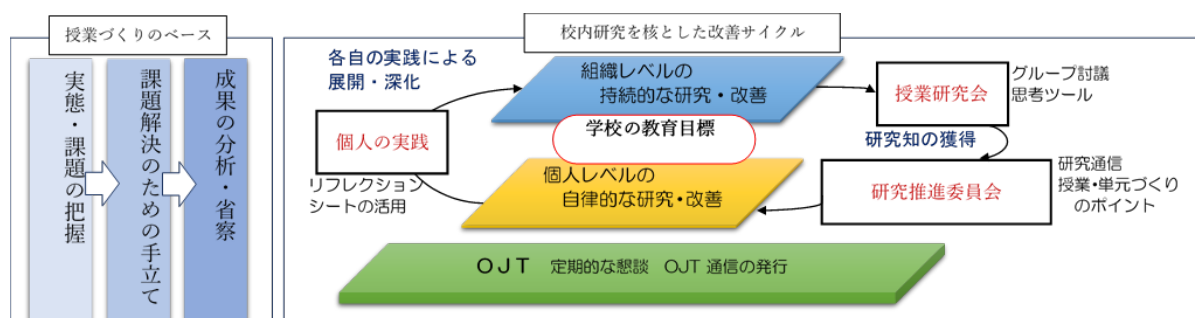 授業づくりのベース
実態・課題の把握
課題解決のための手立て
成果の分析・省察
校内研究を核とした改善サイクル
各自の実践による
展開・深化
組織レベルの
持続的な研究・改善
授業研究会
グループ討議
思考ツール
学校の教育目標
個人の実践
研究知の獲得
リフレクション
シートの活用
個人レベルの
自律的な研究・改善
研究推進委員会
研究通信
授業・単元づくり
のポイント
OJT 定期的な懇談 OJT 通信の発行